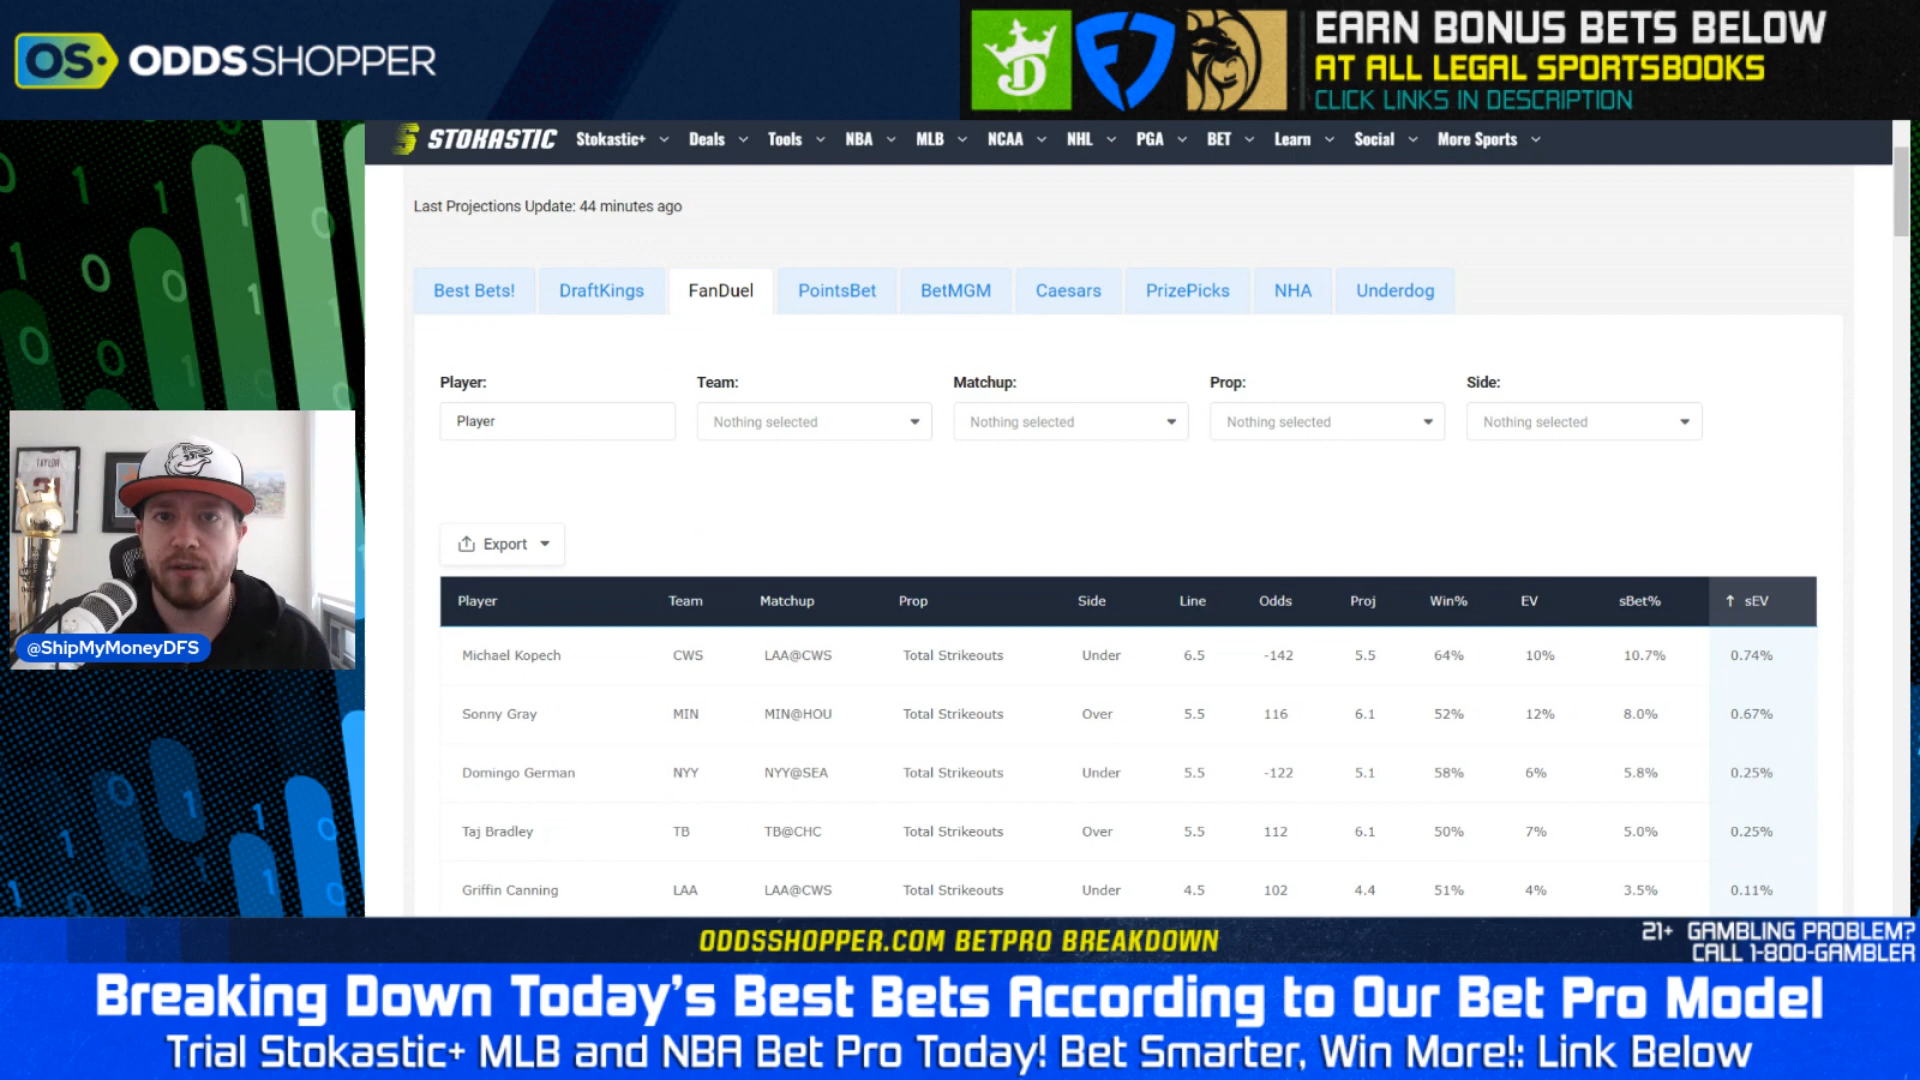 OS ODDSSHOPPER
EARN BONUS BETS BELOW
AT ALL LEGAL SPORTSBOOKS
CLICK LINKS IN DESCRIPTION
STOKASTIC Stokastic+ Deals Tools NBA MLB NCAA NHL PGA BET Learn Social More Sports
Last Projections Update: 44 minutes ago
Best Bets! DraftKings FanDuel PointsBet BetMGM Caesars PrizePicks NHA Underdog
Player: Team: Matchup: Prop: Side:
Player Nothing selected Nothing selected Nothing selected Nothing selected
Export
Player Team Matchup Prop Side Line Odds Proj Win% EV sBet% ↑ sEV
Michael Kopech CWS LAA@CWS Total Strikeouts Under 6.5 -142 5.5 64% 10% 10.7% 0.74%
Sonny Gray MIN MIN@HOU Total Strikeouts Over 5.5 116 6.1 52% 12% 8.0% 0.67%
Domingo German NYY NYY@SEA Total Strikeouts Under 5.5 -122 5.1 58% 6% 5.8% 0.25%
Taj Bradley TB TB@CHC Total Strikeouts Over 5.5 112 6.1 50% 7% 5.0% 0.25%
Griffin Canning LAA LAA@CWS Total Strikeouts Under 4.5 102 4.4 51% 4% 3.5% 0.11%
TAYLOR
@ShipMyMoneyDFS
ODDSSHOPPER.COM BETPRO BREAKDOWN
21+ GAMBLING PROBLEM?
CALL 1-800-GAMBLER
Breaking Down Today's Best Bets According to Our Bet Pro Model
Trial Stokastic+ MLB and NBA Bet Pro Today! Bet Smarter, Win More!: Link Below